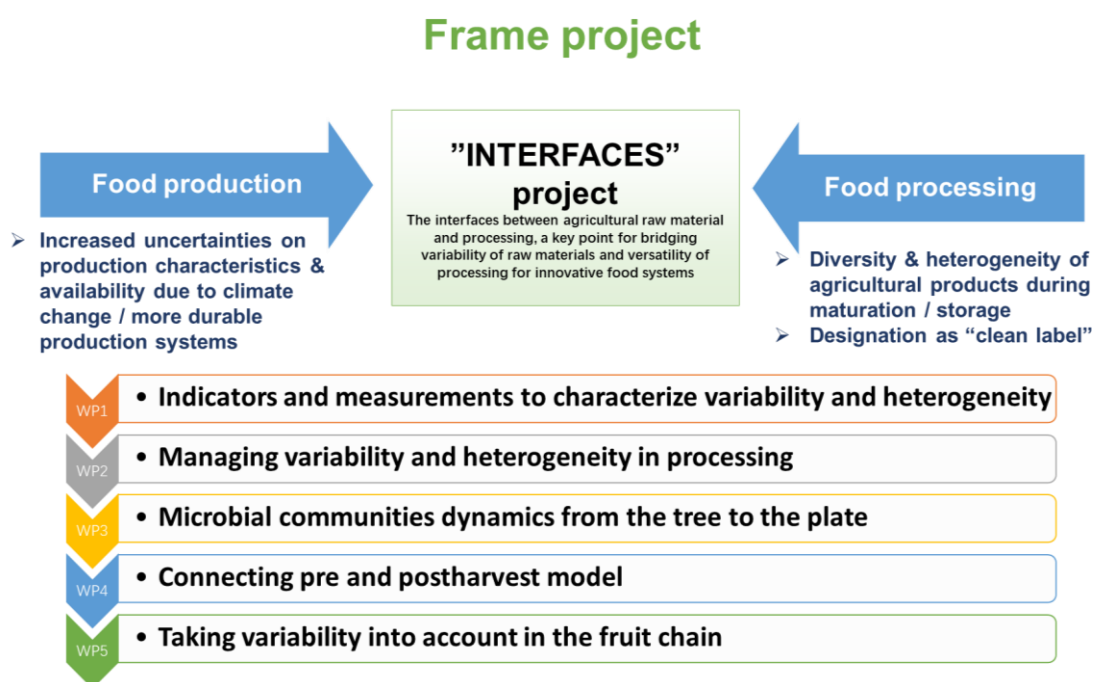 Frame project
Food production
➢ Increased uncertainties on
production characteristics &
availability due to climate
change / more durable
production systems
”INTERFACES”
project
The interfaces between agricultural raw material
and processing, a key point for bridging
variability of raw materials and versatility of
processing for innovative food systems
Food processing
➢ Diversity & heterogeneity of
agricultural products during
maturation / storage
➢ Designation as “clean label”
WP1 • Indicators and measurements to characterize variability and heterogeneity
WP2 • Managing variability and heterogeneity in processing
WP3 • Microbial communities dynamics from the tree to the plate
WP4 • Connecting pre and postharvest model
WP5 • Taking variability into account in the fruit chain